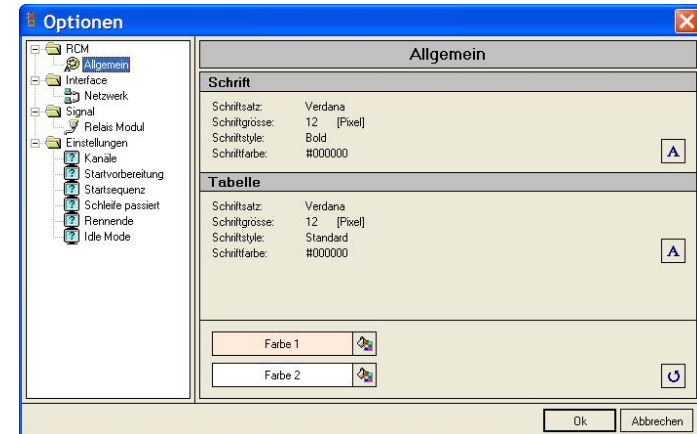 Optionen
RCM
Allgemein
Interface
Netzwerk
Signal
Relais Modul
Einstellungen
Kanäle
Startvorbereitung
Startsequenz
Schleife passiert
Rennende
Idle Mode
Allgemein
Schrift
Schriftsatz: Verdana
Schriftgrösse: 12 [Pixel]
Schriftstyle: Bold
Schriftfarbe: #000000
A
Tabelle
Schriftsatz: Verdana
Schriftgrösse: 12 [Pixel]
Schriftstyle: Standard
Schriftfarbe: #000000
A
Farbe 1
Farbe 2
Ok Abbrechen